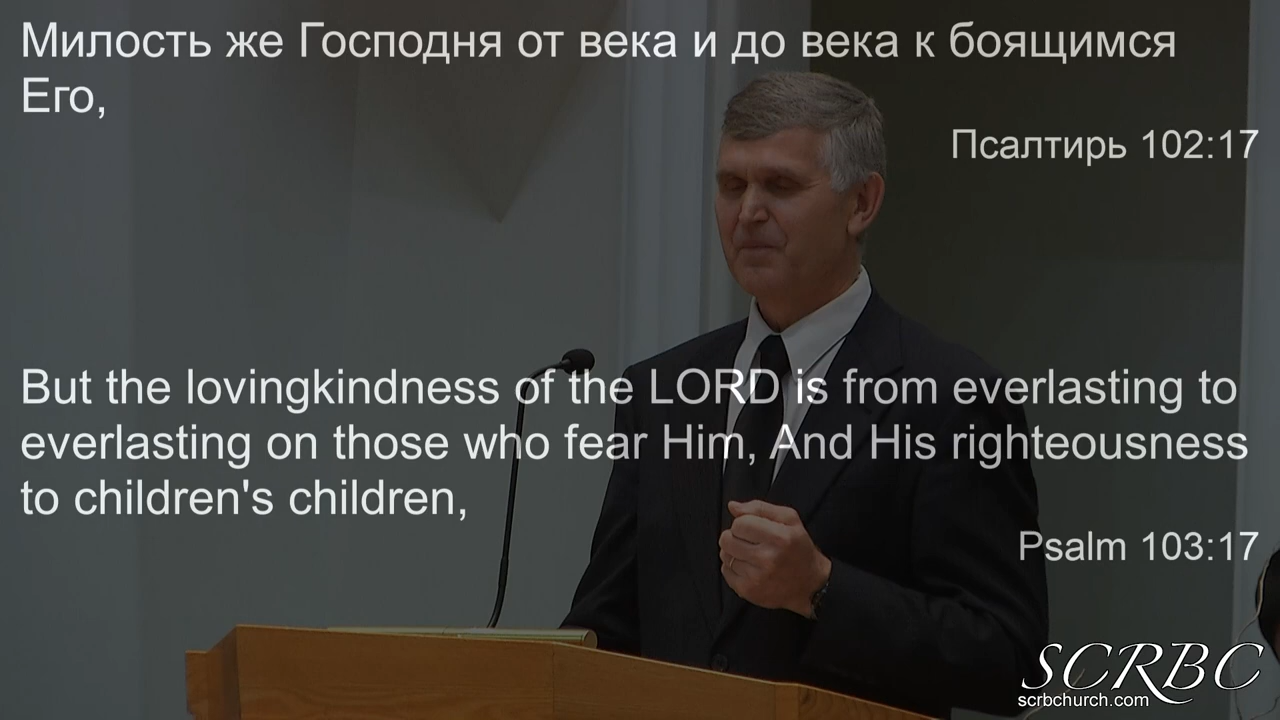 Милость же Господня от века и до века к боящимся
Его,
Псалтирь 102:17
But the lovingkindness of the LORD is from everlasting to
everlasting on those who fear Him, And His righteousness
to children's children,
Psalm 103:17
SCRBC
scrbchurch.com